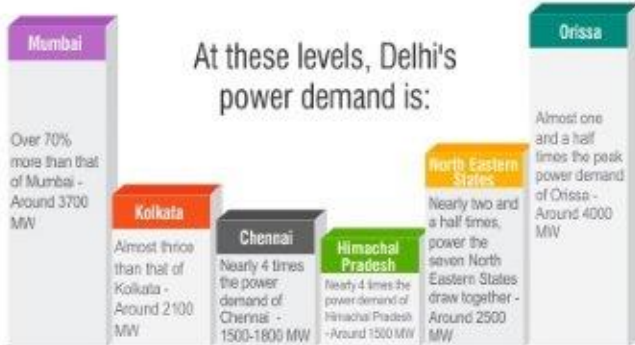 At these levels, Delhi's
power demand is:
Mumbai
Over 70%
more than that
of Mumbai -
Around 3700
MW
Kolkata
Almost thrice
than that of
Kolkata -
Around 2100
MW
Chennai
Nearly 4 times
the power
demand of
Chennai -
1500-1800 MW
Himachal
Pradesh
Nearly 4 times the
power demand of
Himachal Pradesh
- Around 1500 MW
North Eastern
States
Nearly two and
a half times,
power the
seven North
Eastern States
draw together -
Around 2500
MW
Orissa
Almost one
and a half
times the peak
power demand
of Orissa -
Around 4000
MW